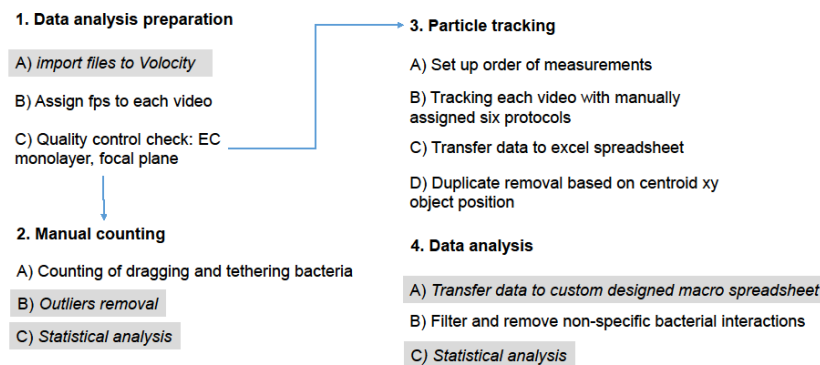 1. Data analysis preparation
A) import files to Volocity
B) Assign fps to each video
C) Quality control check: EC
monolayer, focal plane
2. Manual counting
A) Counting of dragging and tethering bacteria
B) Outliers removal
C) Statistical analysis
3. Particle tracking
A) Set up order of measurements
B) Tracking each video with manually
assigned six protocols
C) Transfer data to excel spreadsheet
D) Duplicate removal based on centroid xy
object position
4. Data analysis
A) Transfer data to custom designed macro spreadsheet
B) Filter and remove non-specific bacterial interactions
C) Statistical analysis